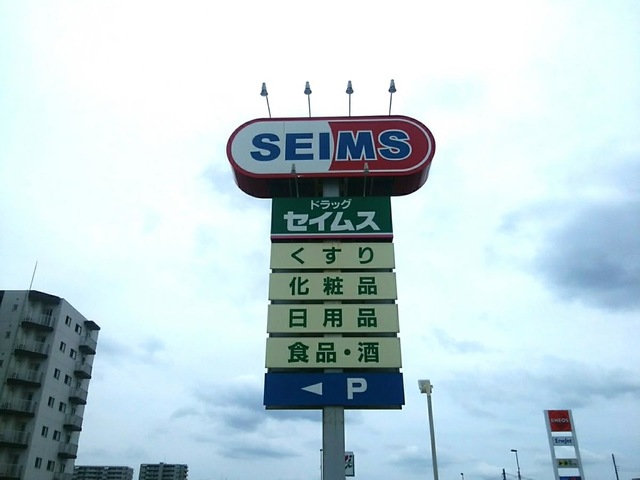 SEIMS
ドラッグ
セイムス
くすり
化粧品
日用品
食品・酒
◀ P
ENEOS
EneJet